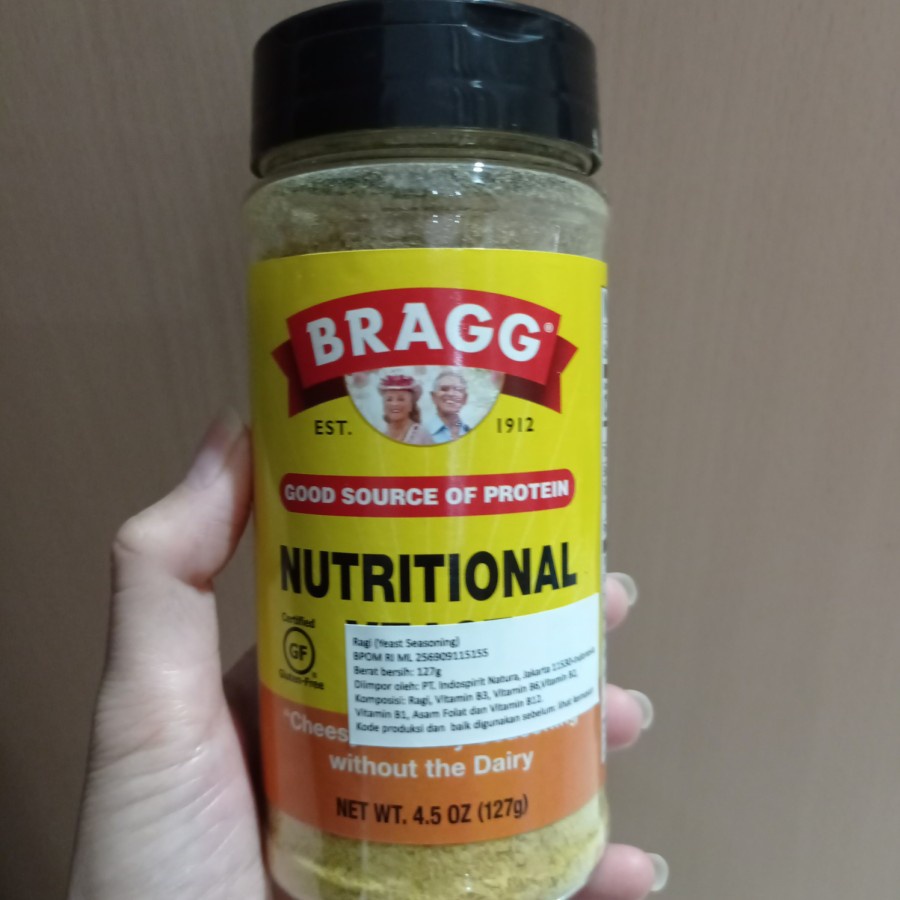 BRAGG®
EST. 1912
GOOD SOURCE OF PROTEIN
NUTRITIONAL
Certified
GF
Gluten-Free
Ragi (Yeast Seasoning)
BPOM RI ML 256909115155
Berat bersih: 127g
Diimpor oleh: PT. Indospirit Natura, Jakarta 11530-Indonesia
Komposisi: Ragi, Vitamin B3, Vitamin B6, Vitamin B2,
Vitamin B1, Asam Folat dan Vitamin B12.
Kode produksi dan baik digunakan sebelum: lihat kemasan
without the Dairy
NET WT. 4.5 OZ (127g)